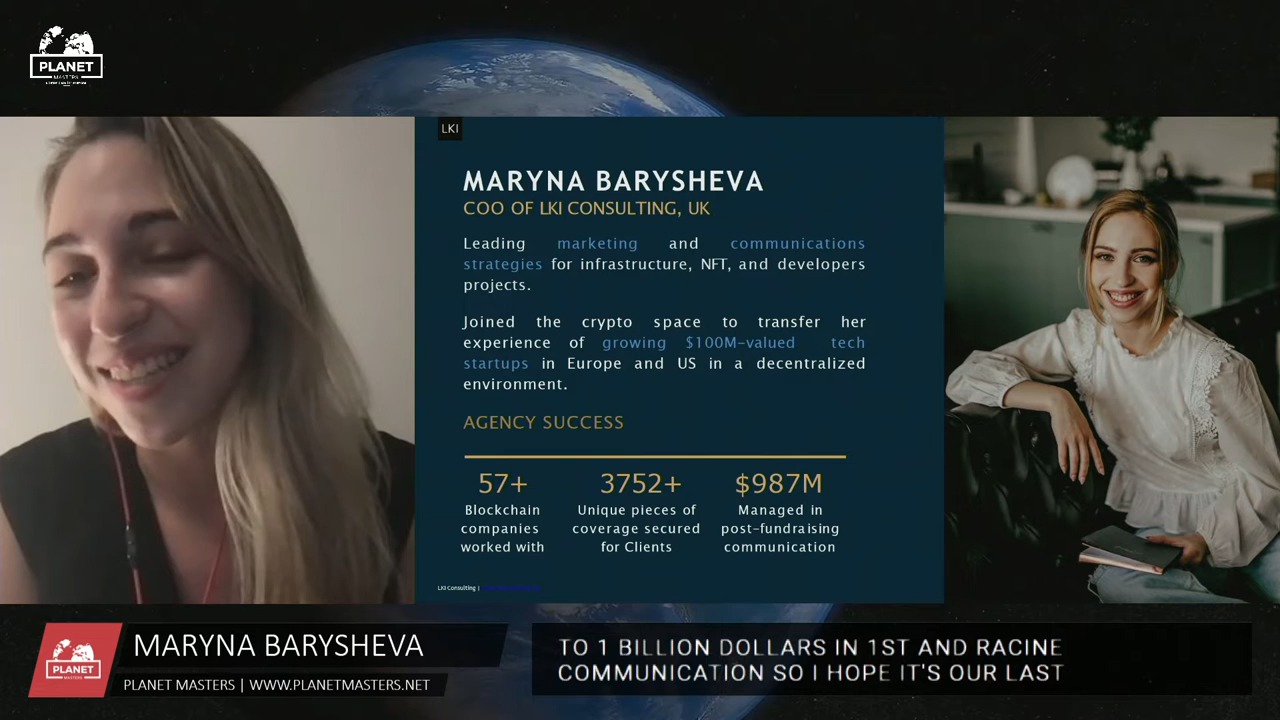 PLANET
MASTERS
LKI
MARYNA BARYSHEVA
COO OF LKI CONSULTING, UK
Leading marketing and communications
strategies for infrastructure, NFT, and developers
projects.
Joined the crypto space to transfer her
experience of growing $100M-valued tech
startups in Europe and US in a decentralized
environment.
AGENCY SUCCESS
57+
Blockchain
companies
worked with
3752+
Unique pieces of
coverage secured
for Clients
$987M
Managed in
post-fundraising
communication
LKI Consulting |
PLANET
MASTERS
MARYNA BARYSHEVA
PLANET MASTERS | WWW.PLANETMASTERS.NET
TO 1 BILLION DOLLARS IN 1ST AND RACINE
COMMUNICATION SO I HOPE IT'S OUR LAST